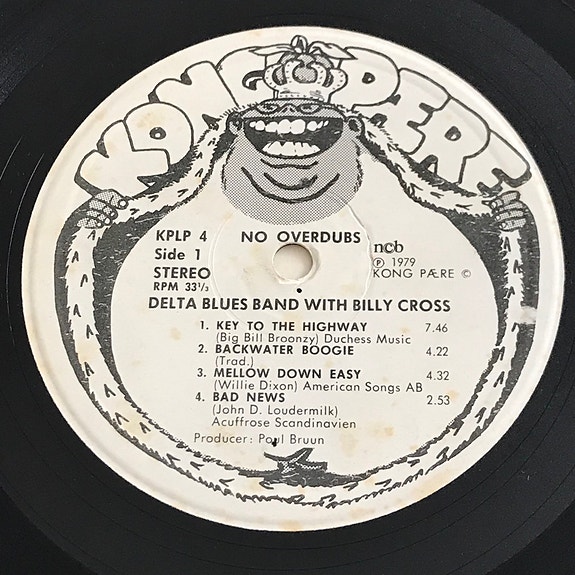 KONG PÆRE
KPLP 4 NO OVERDUBS ncb
Side 1 Ⓟ 1979
STEREO KONG PÆRE ©
RPM 33⅓
DELTA BLUES BAND WITH BILLY CROSS
1. KEY TO THE HIGHWAY 7.46
(Big Bill Broonzy) Duchess Music
2. BACKWATER BOOGIE 4.22
(Trad.)
3. MELLOW DOWN EASY 4.32
(Willie Dixon) American Songs AB
4. BAD NEWS 2.53
(John D. Loudermilk)
Acuffrose Scandinavien
Producer: Poul Bruun